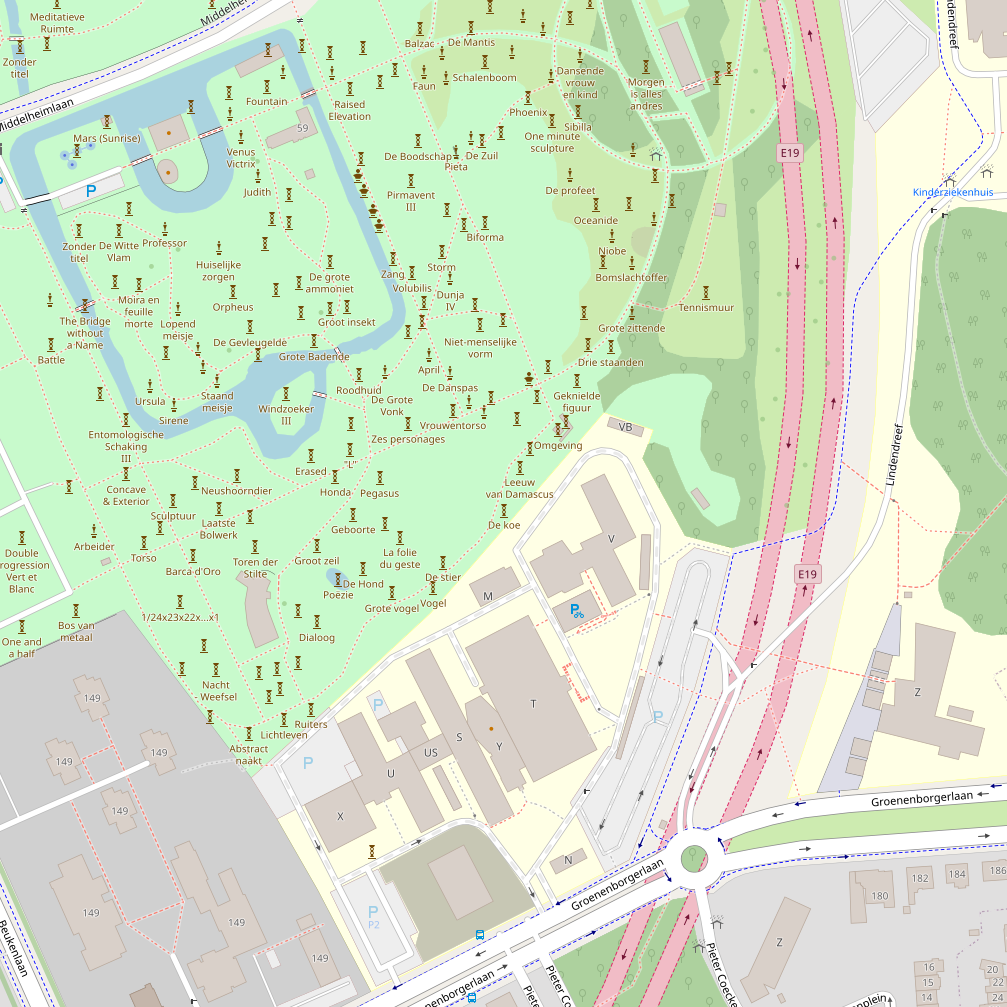 Meditatieve
Ruimte
Middelheimlaan
Zonder
titel
Balzac
De Mantis
Schalenboom
Faun
Dansende
vrouw
en kind
Morgen
is alles
andres
Lindendreef
Fountain
Raised
Elevation
Phoenix
Sibilla
One minute
sculpture
Middelheimlaan
Mars (Sunrise)
59
Venus
Victrix
Judith
P
De Boodschap
De Zuil
Pieta
Pirmavent
III
De profeet
Oceanide
E19
Kinderziekenhuis
Zonder
titel
De Witte
Vlam
Professor
Huiselijke
zorgen
Biforma
Niobe
Bomslachtoffer
Storm
Zang
Volubilis
De grote
ammoniet
Dunja
IV
Moira en
feuille
morte
Orpheus
Groot insekt
Tennismuur
The Bridge
without
a Name
Lopend
meisje
De Gevleugelde
Grote Badende
Niet-menselijke
vorm
Grote zittende
Battle
April
Drie staanden
Roodhuid
De Danspas
Ursula
Staand
meisje
Windzoeker
III
De Grote
Vonk
Geknielde
figuur
Sirene
Vrouwentorso
VB
Entomologische
Schaking
III
Zes personages
Omgeving
Lindendreef
Erased
"L"
Concave
& Exterior
Neushoorndier
Honda
Pegasus
Leeuw
van Damascus
Sculptuur
Laatste
Bolwerk
Geboorte
De koe
Arbeider
Torso
Double
Progression
Vert et
Blanc
Barca d'Oro
Toren der
Stilte
Groot zeil
La folie
du geste
V
De Hond
De stier
Poëzie
Grote vogel
Vogel
E19
M
1/24x23x22x...x1
Bos van
metaal
One and
a half
Dialoog
Nacht
- Weefsel
149
Z
P
T
P
Ruiters
Lichtleven
Abstract
naakt
S
US
Y
149
149
P
U
149
X
Groenenborgerlaan
N
Groenenborgerlaan
149
149
149
P
P2
180
182
184
186
Z
Beukenlaan
Groenenborgerlaan
Pieter Coecke
16
15
14
20
22
24